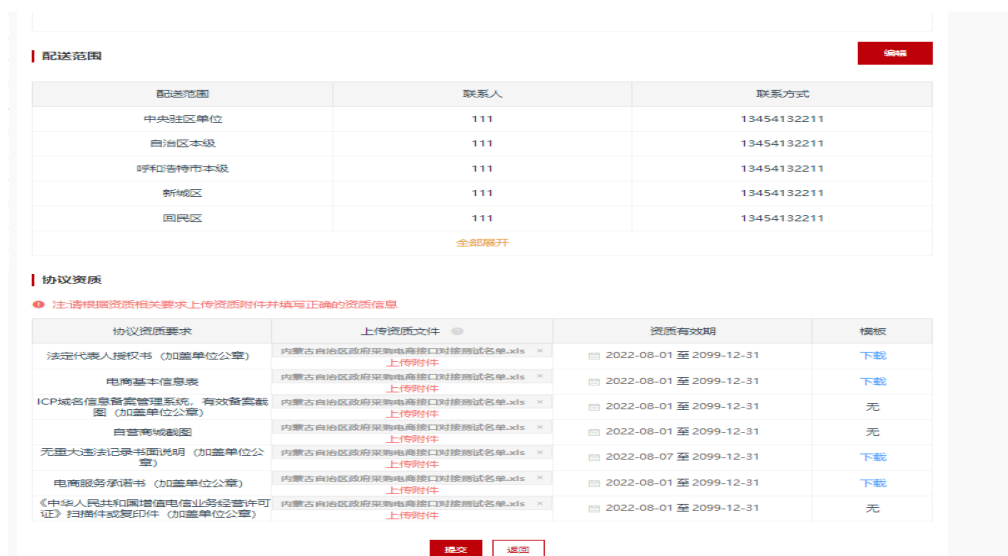 配送范围
编辑
配送范围 联系人 联系方式
中央驻区单位 111 13454132211
自治区本级 111 13454132211
呼和浩特市本级 111 13454132211
新城区 111 13454132211
回民区 111 13454132211
全部展开
协议资质
注:请根据资质相关要求上传资质附件并填写正确的资质信息
协议资质要求 上传资质文件 资质有效期 模板
法定代表人授权书（加盖单位公章） 内蒙古自治区政府采购电商接口对接测试名单.xls × 2022-08-01 至 2099-12-31 下载
上传附件
电商基本信息表 内蒙古自治区政府采购电商接口对接测试名单.xls × 2022-08-01 至 2099-12-31 下载
上传附件
ICP域名信息备案管理系统，有效备案截 内蒙古自治区政府采购电商接口对接测试名单.xls × 2022-08-01 至 2099-12-31 无
图（加盖单位公章） 上传附件
自营商城截图 内蒙古自治区政府采购电商接口对接测试名单.xls × 2022-08-01 至 2099-12-31 无
上传附件
无重大违法记录书面说明（加盖单位公 内蒙古自治区政府采购电商接口对接测试名单.xls × 2022-08-07 至 2099-12-31 下载
章） 上传附件
电商服务承诺书（加盖单位公章） 内蒙古自治区政府采购电商接口对接测试名单.xls × 2022-08-01 至 2099-12-31 下载
上传附件
《中华人民共和国增值电信业务经营许可 内蒙古自治区政府采购电商接口对接测试名单.xls × 2022-08-01 至 2099-12-31 无
证》扫描件或复印件（加盖单位公章） 上传附件
提交 返回